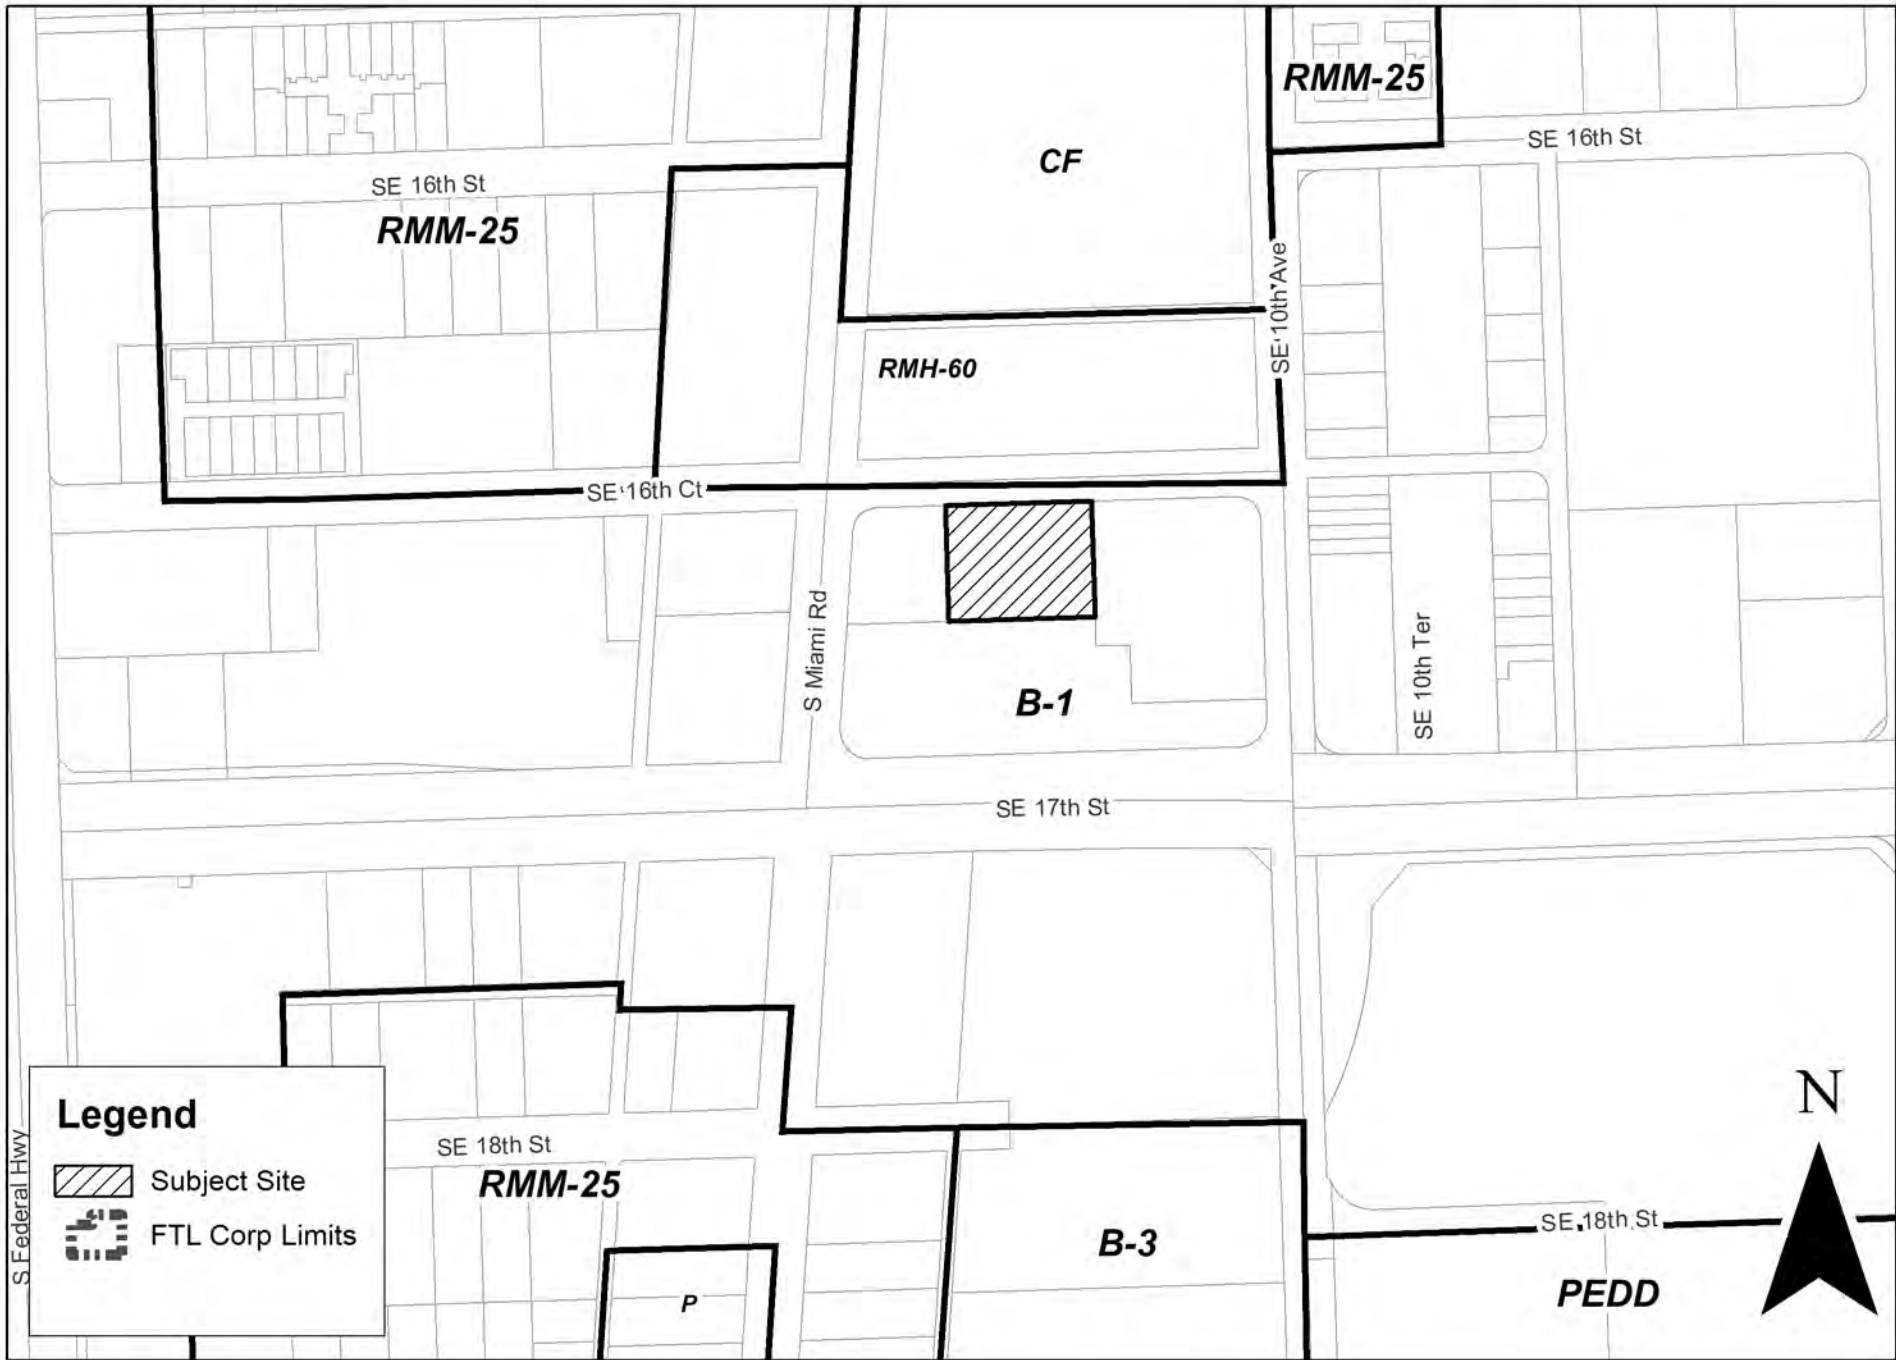 RMM-25
SE 16th St
CF
SE 16th St
RMM-25
SE 10th Ave
RMH-60
SE 16th Ct
S Miami Rd
SE 10th Ter
B-1
SE 17th St
N
Legend
Subject Site
FTL Corp Limits
S Federal Hwy
SE 18th St
RMM-25
SE 18th St
B-3
PEDD
P